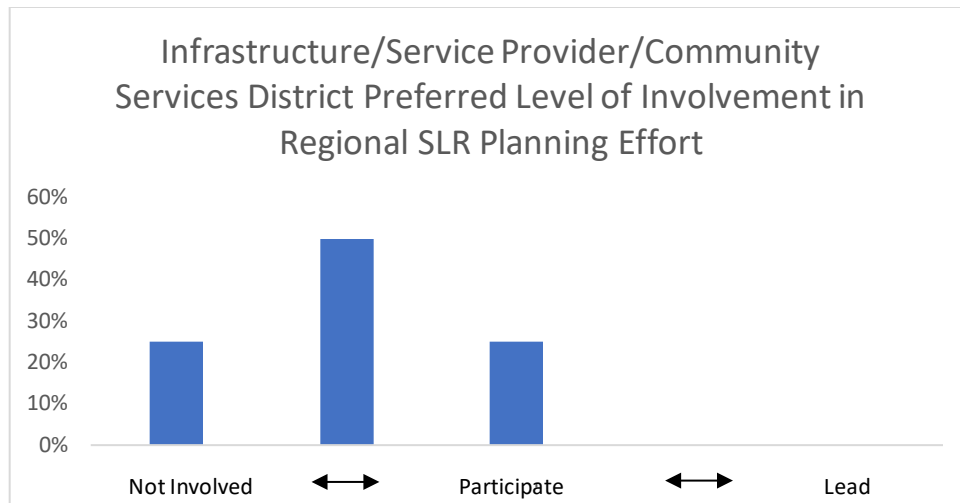 Infrastructure/Service Provider/Community
Services District Preferred Level of Involvement in
Regional SLR Planning Effort
60%
50%
40%
30%
20%
10%
0%
Not Involved Participate Lead